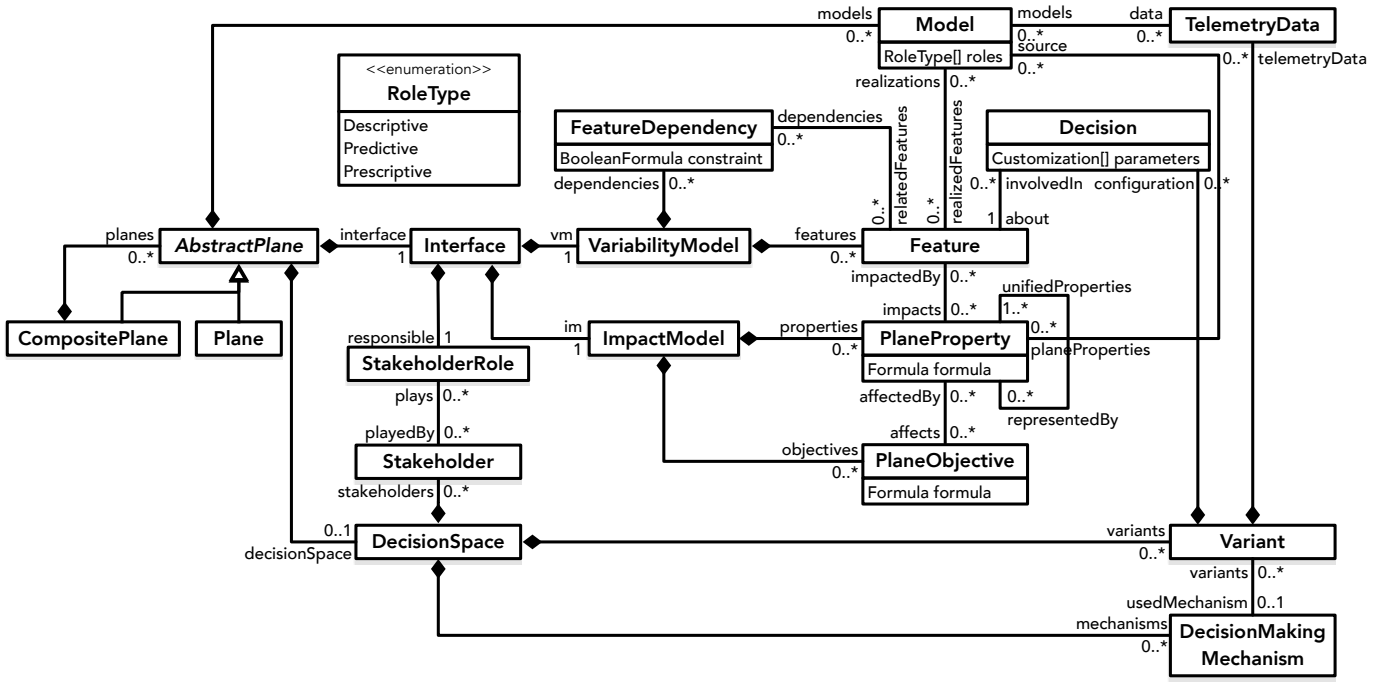 models
Model
models
data
TelemetryData
0..*
0..*
0..*
RoleType[] roles
source
0..*
0..*
telemetryData
<<enumeration>>
RoleType
Descriptive
Predictive
Prescriptive
realizations
0..*
FeatureDependency
BooleanFormula constraint
dependencies
0..*
dependencies
0..*
relatedFeatures
0..*
realizedFeatures
0..*
Decision
Customization[] parameters
0..*
involvedIn
configuration
0..*
1
about
planes
0..*
AbstractPlane
interface
1
Interface
vm
1
VariabilityModel
features
0..*
Feature
impactedBy
0..*
unifiedProperties
1..*
impacts
0..*
0..*
planeProperties
CompositePlane
Plane
responsible
1
im
1
ImpactModel
properties
0..*
PlaneProperty
Formula formula
StakeholderRole
plays
0..*
affectedBy
0..*
0..*
representedBy
playedBy
0..*
affects
0..*
Stakeholder
objectives
0..*
PlaneObjective
Formula formula
stakeholders
0..*
0..1
decisionSpace
DecisionSpace
variants
0..*
Variant
variants
0..*
usedMechanism
0..1
mechanisms
0..*
DecisionMaking
Mechanism